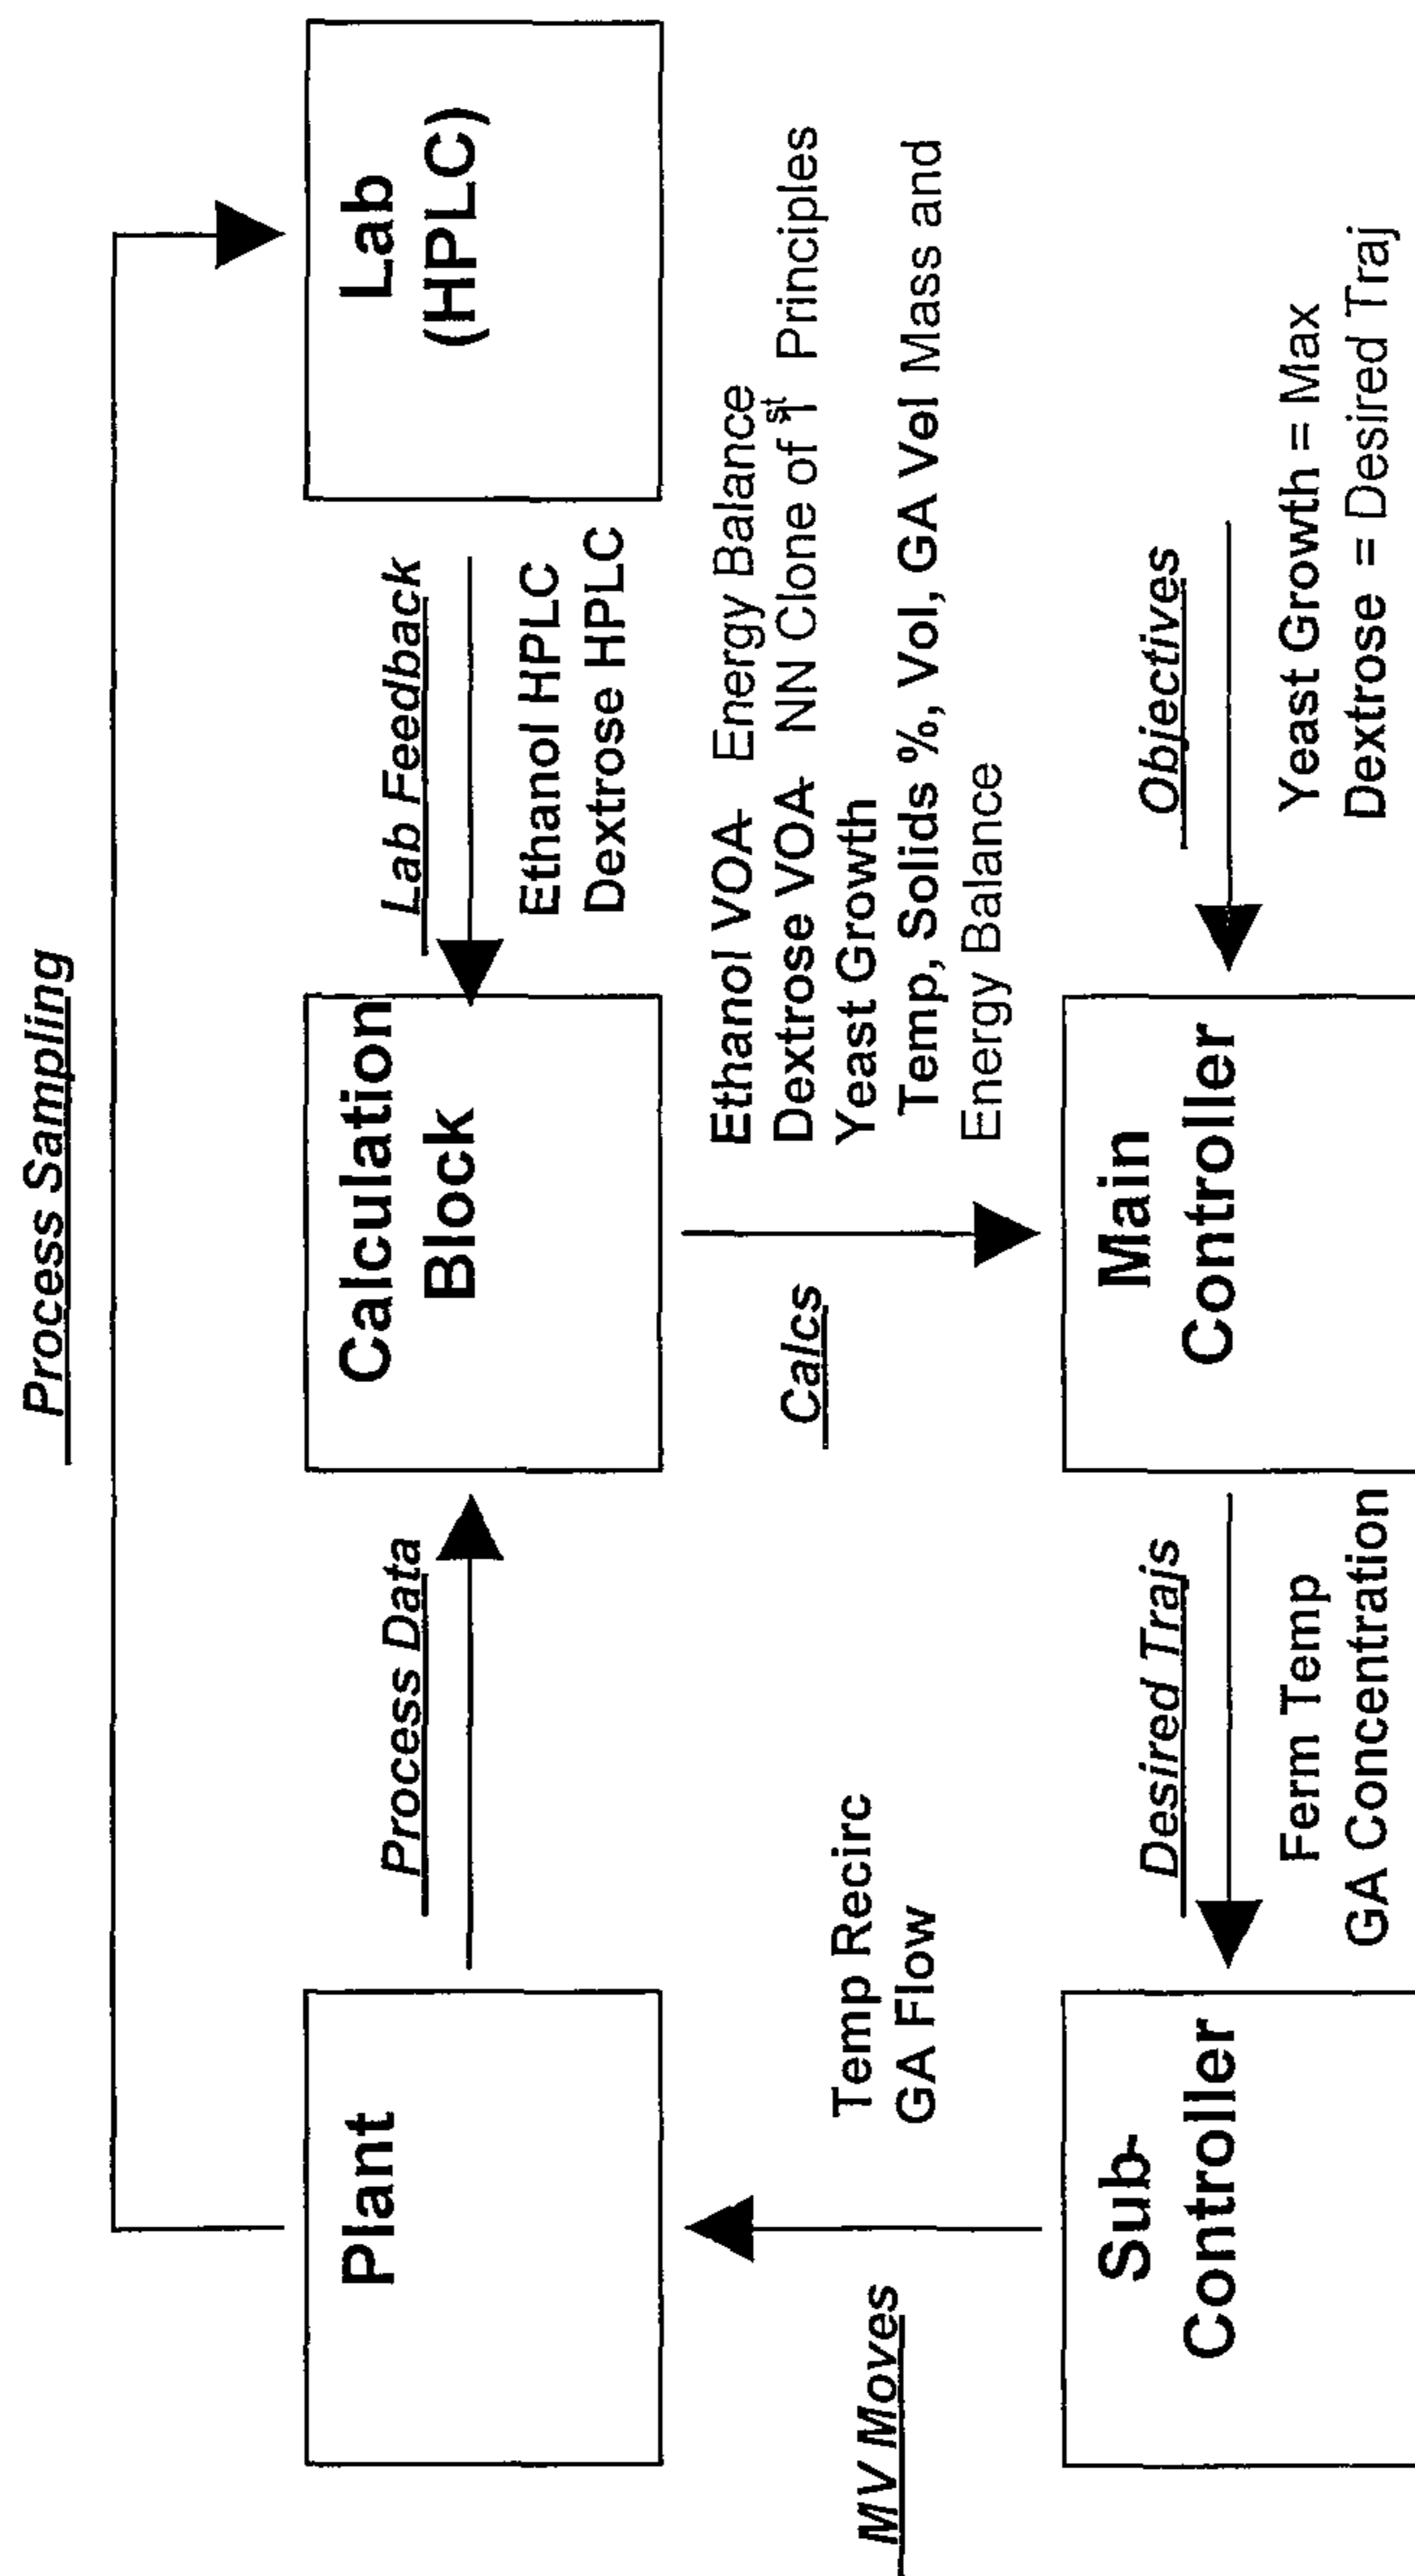 Process Sampling
Plant
Process Data
Calculation
Block
Lab Feedback
Ethanol HPLC
Dextrose HPLC
Lab
(HPLC)
MV Moves
Temp Recirc
GA Flow
Calcs
Ethanol VOA- Energy Balance
Dextrose VOA- NN Clone of 1st Principles
Yeast Growth
Temp, Solids %, Vol, GA Vel Mass and
Energy Balance
Sub-
Controller
Desired Trajs
Ferm Temp
GA Concentration
Main
Controller
Objectives
Yeast Growth = Max
Dextrose = Desired Traj